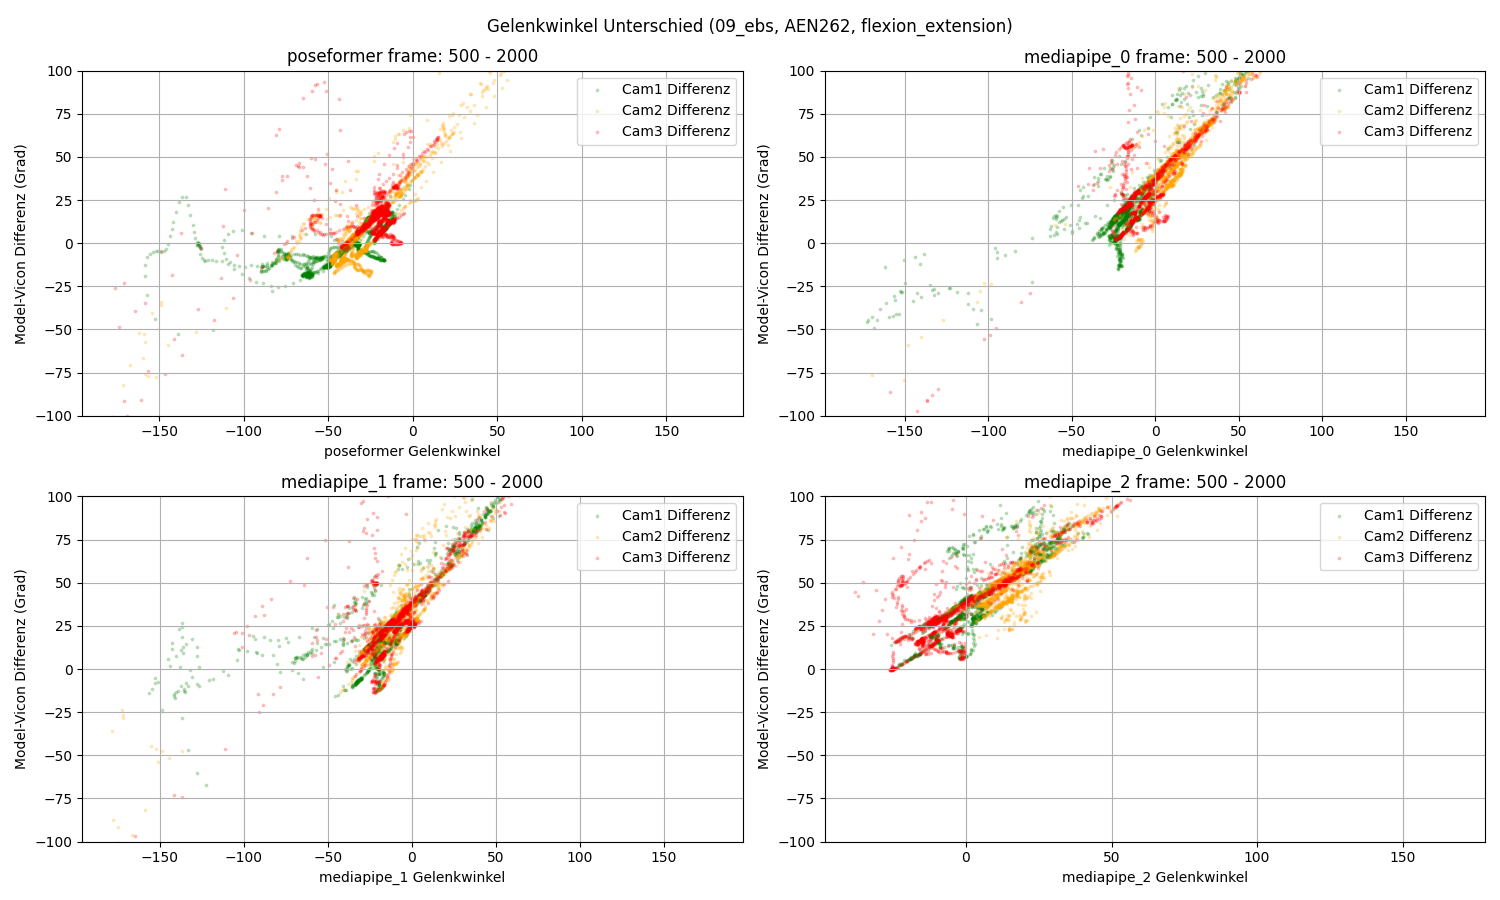 Gelenkwinkel Unterschied (09_ebs, AEN262, flexion_extension)
poseformer frame: 500 - 2000
100
75
50
25
0
−25
−50
−75
−100
Model-Vicon Differenz (Grad)
Cam1 Differenz
Cam2 Differenz
Cam3 Differenz
−150 −100 −50 0 50 100 150
poseformer Gelenkwinkel
mediapipe_0 frame: 500 - 2000
100
75
50
25
0
−25
−50
−75
−100
Model-Vicon Differenz (Grad)
Cam1 Differenz
Cam2 Differenz
Cam3 Differenz
−150 −100 −50 0 50 100 150
mediapipe_0 Gelenkwinkel
mediapipe_1 frame: 500 - 2000
100
75
50
25
0
−25
−50
−75
−100
Model-Vicon Differenz (Grad)
Cam1 Differenz
Cam2 Differenz
Cam3 Differenz
−150 −100 −50 0 50 100 150
mediapipe_1 Gelenkwinkel
mediapipe_2 frame: 500 - 2000
100
75
50
25
0
−25
−50
−75
−100
Model-Vicon Differenz (Grad)
Cam1 Differenz
Cam2 Differenz
Cam3 Differenz
0 50 100 150
mediapipe_2 Gelenkwinkel